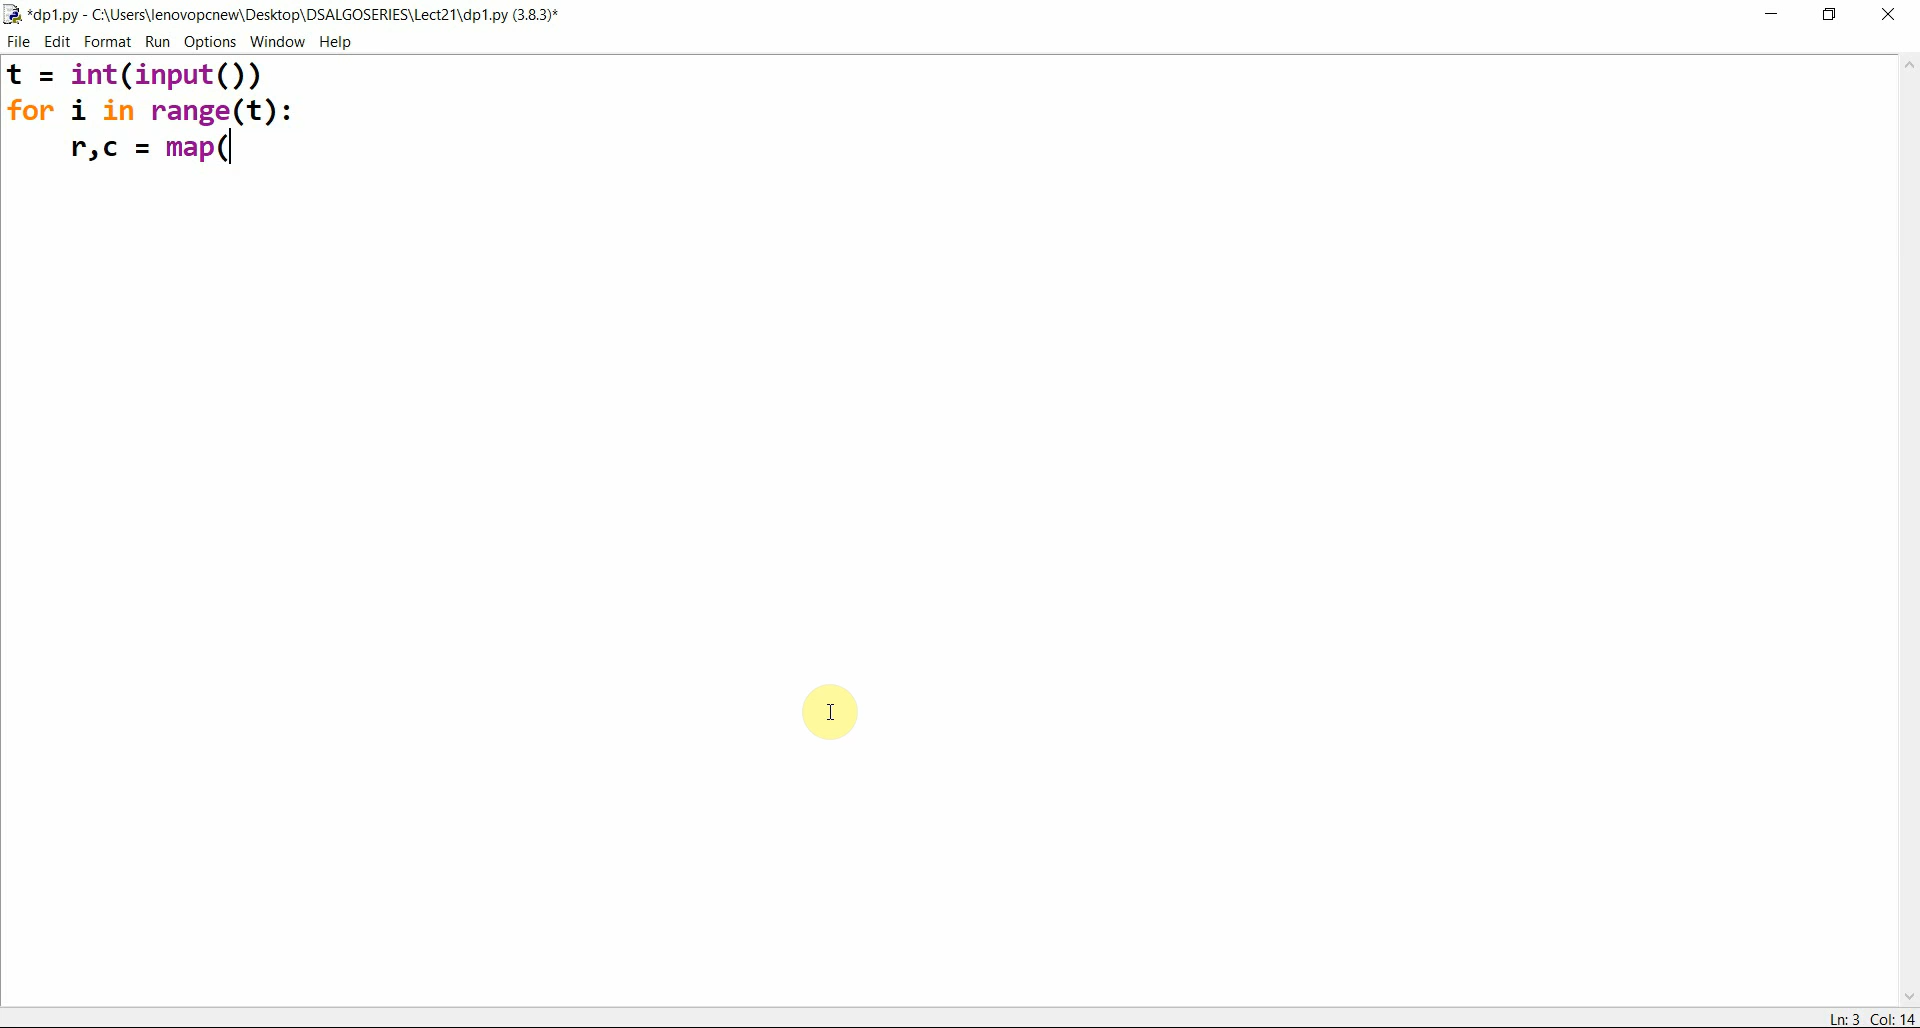 *dp1.py - C:\Users\lenovopcnew\Desktop\DSALGOSERIES\Lect21\dp1.py (3.8.3)*
File Edit Format Run Options Window Help
t = int(input())
for i in range(t):
    r,c = map(
Ln: 3 Col: 14